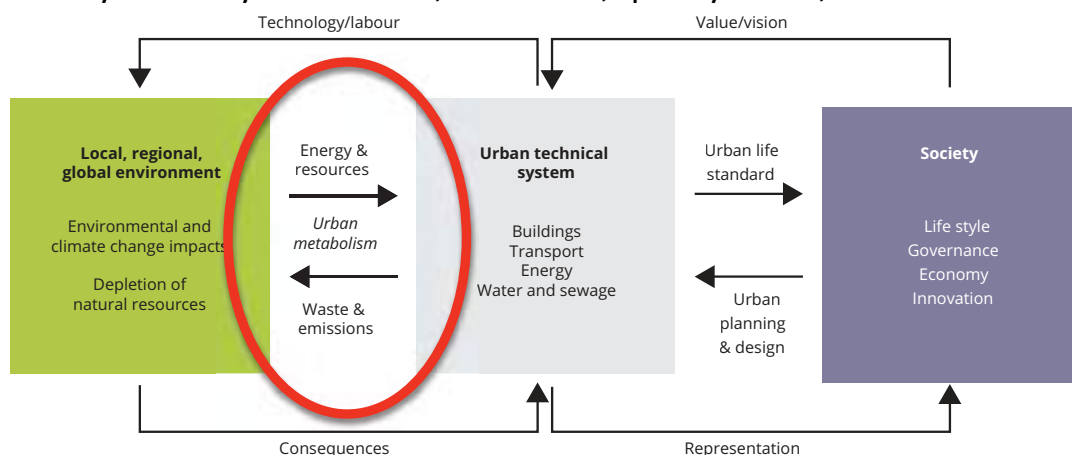 Technology/labour
Value/vision
Local, regional,
global environment
Environmental and
climate change impacts
Depletion of
natural resources
Energy &
resources
Urban
metabolism
Waste &
emissions
Urban technical
system
Buildings
Transport
Energy
Water and sewage
Urban life
standard
Urban
planning
& design
Society
Life style
Governance
Economy
Innovation
Consequences
Representation